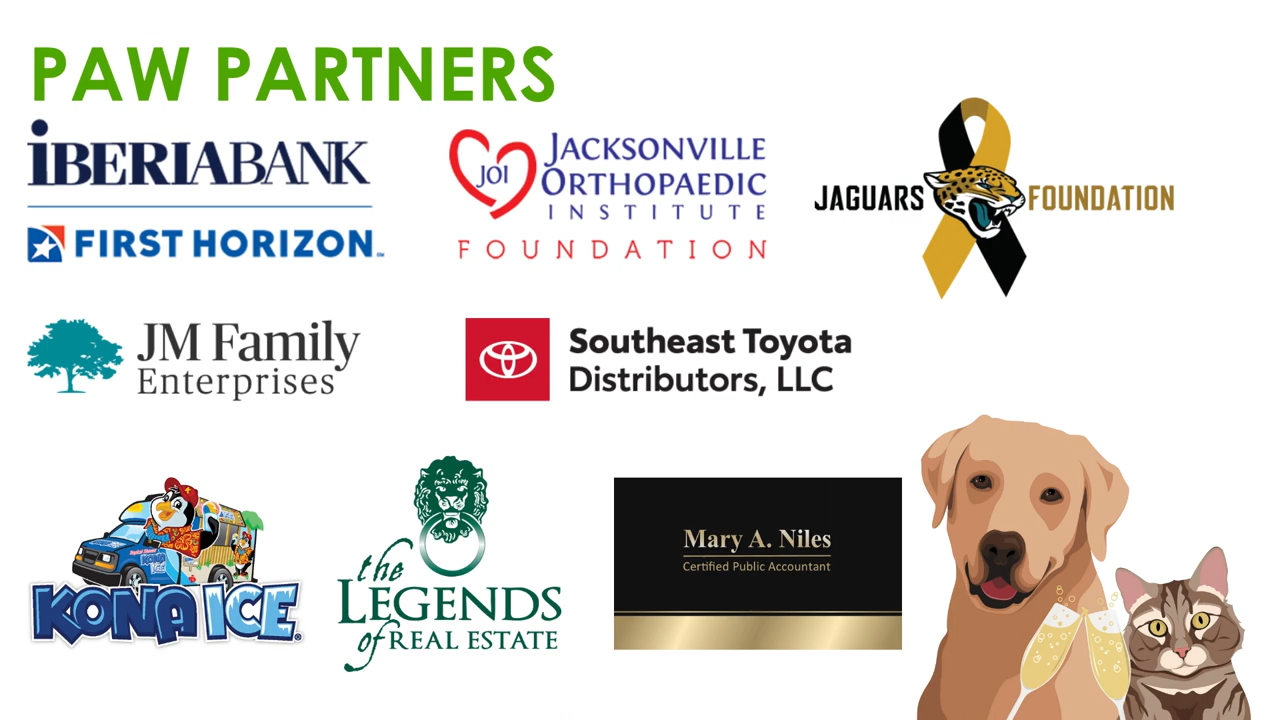 PAW PARTNERS
iBERIABANK
FIRST HORIZON
JOI
JACKSONVILLE
ORTHOPAEDIC
INSTITUTE
FOUNDATION
JAGUARS FOUNDATION
JM Family
Enterprises
Southeast Toyota
Distributors, LLC
KONA ICE®
the
LEGENDS
of REAL ESTATE
Mary A. Niles
Certified Public Accountant